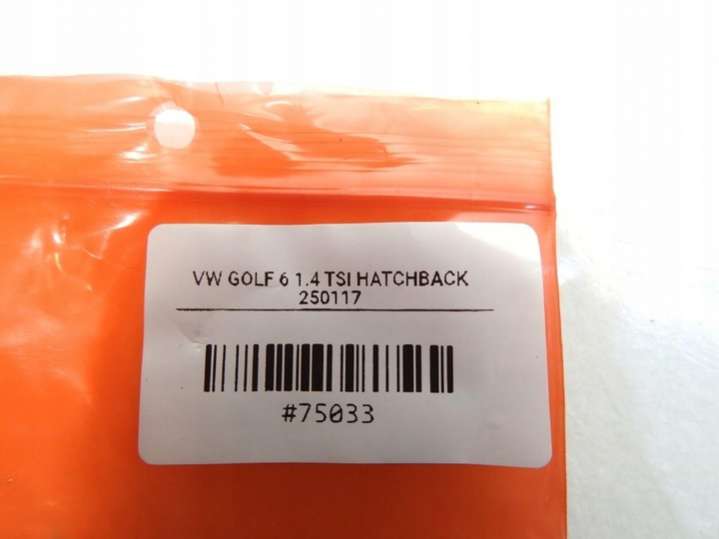 VW GOLF 6 1.4 TSI HATCHBACK
250117
#75033